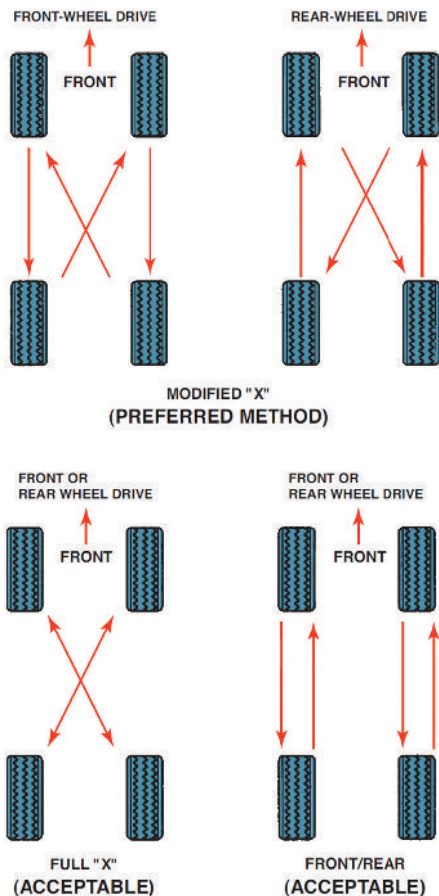 FRONT-WHEEL DRIVE
FRONT
REAR-WHEEL DRIVE
FRONT
MODIFIED "X"
(PREFERRED METHOD)
FRONT OR
REAR WHEEL DRIVE
FRONT
FRONT OR
REAR WHEEL DRIVE
FRONT
FULL "X"
(ACCEPTABLE)
FRONT/REAR
(ACCEPTABLE)